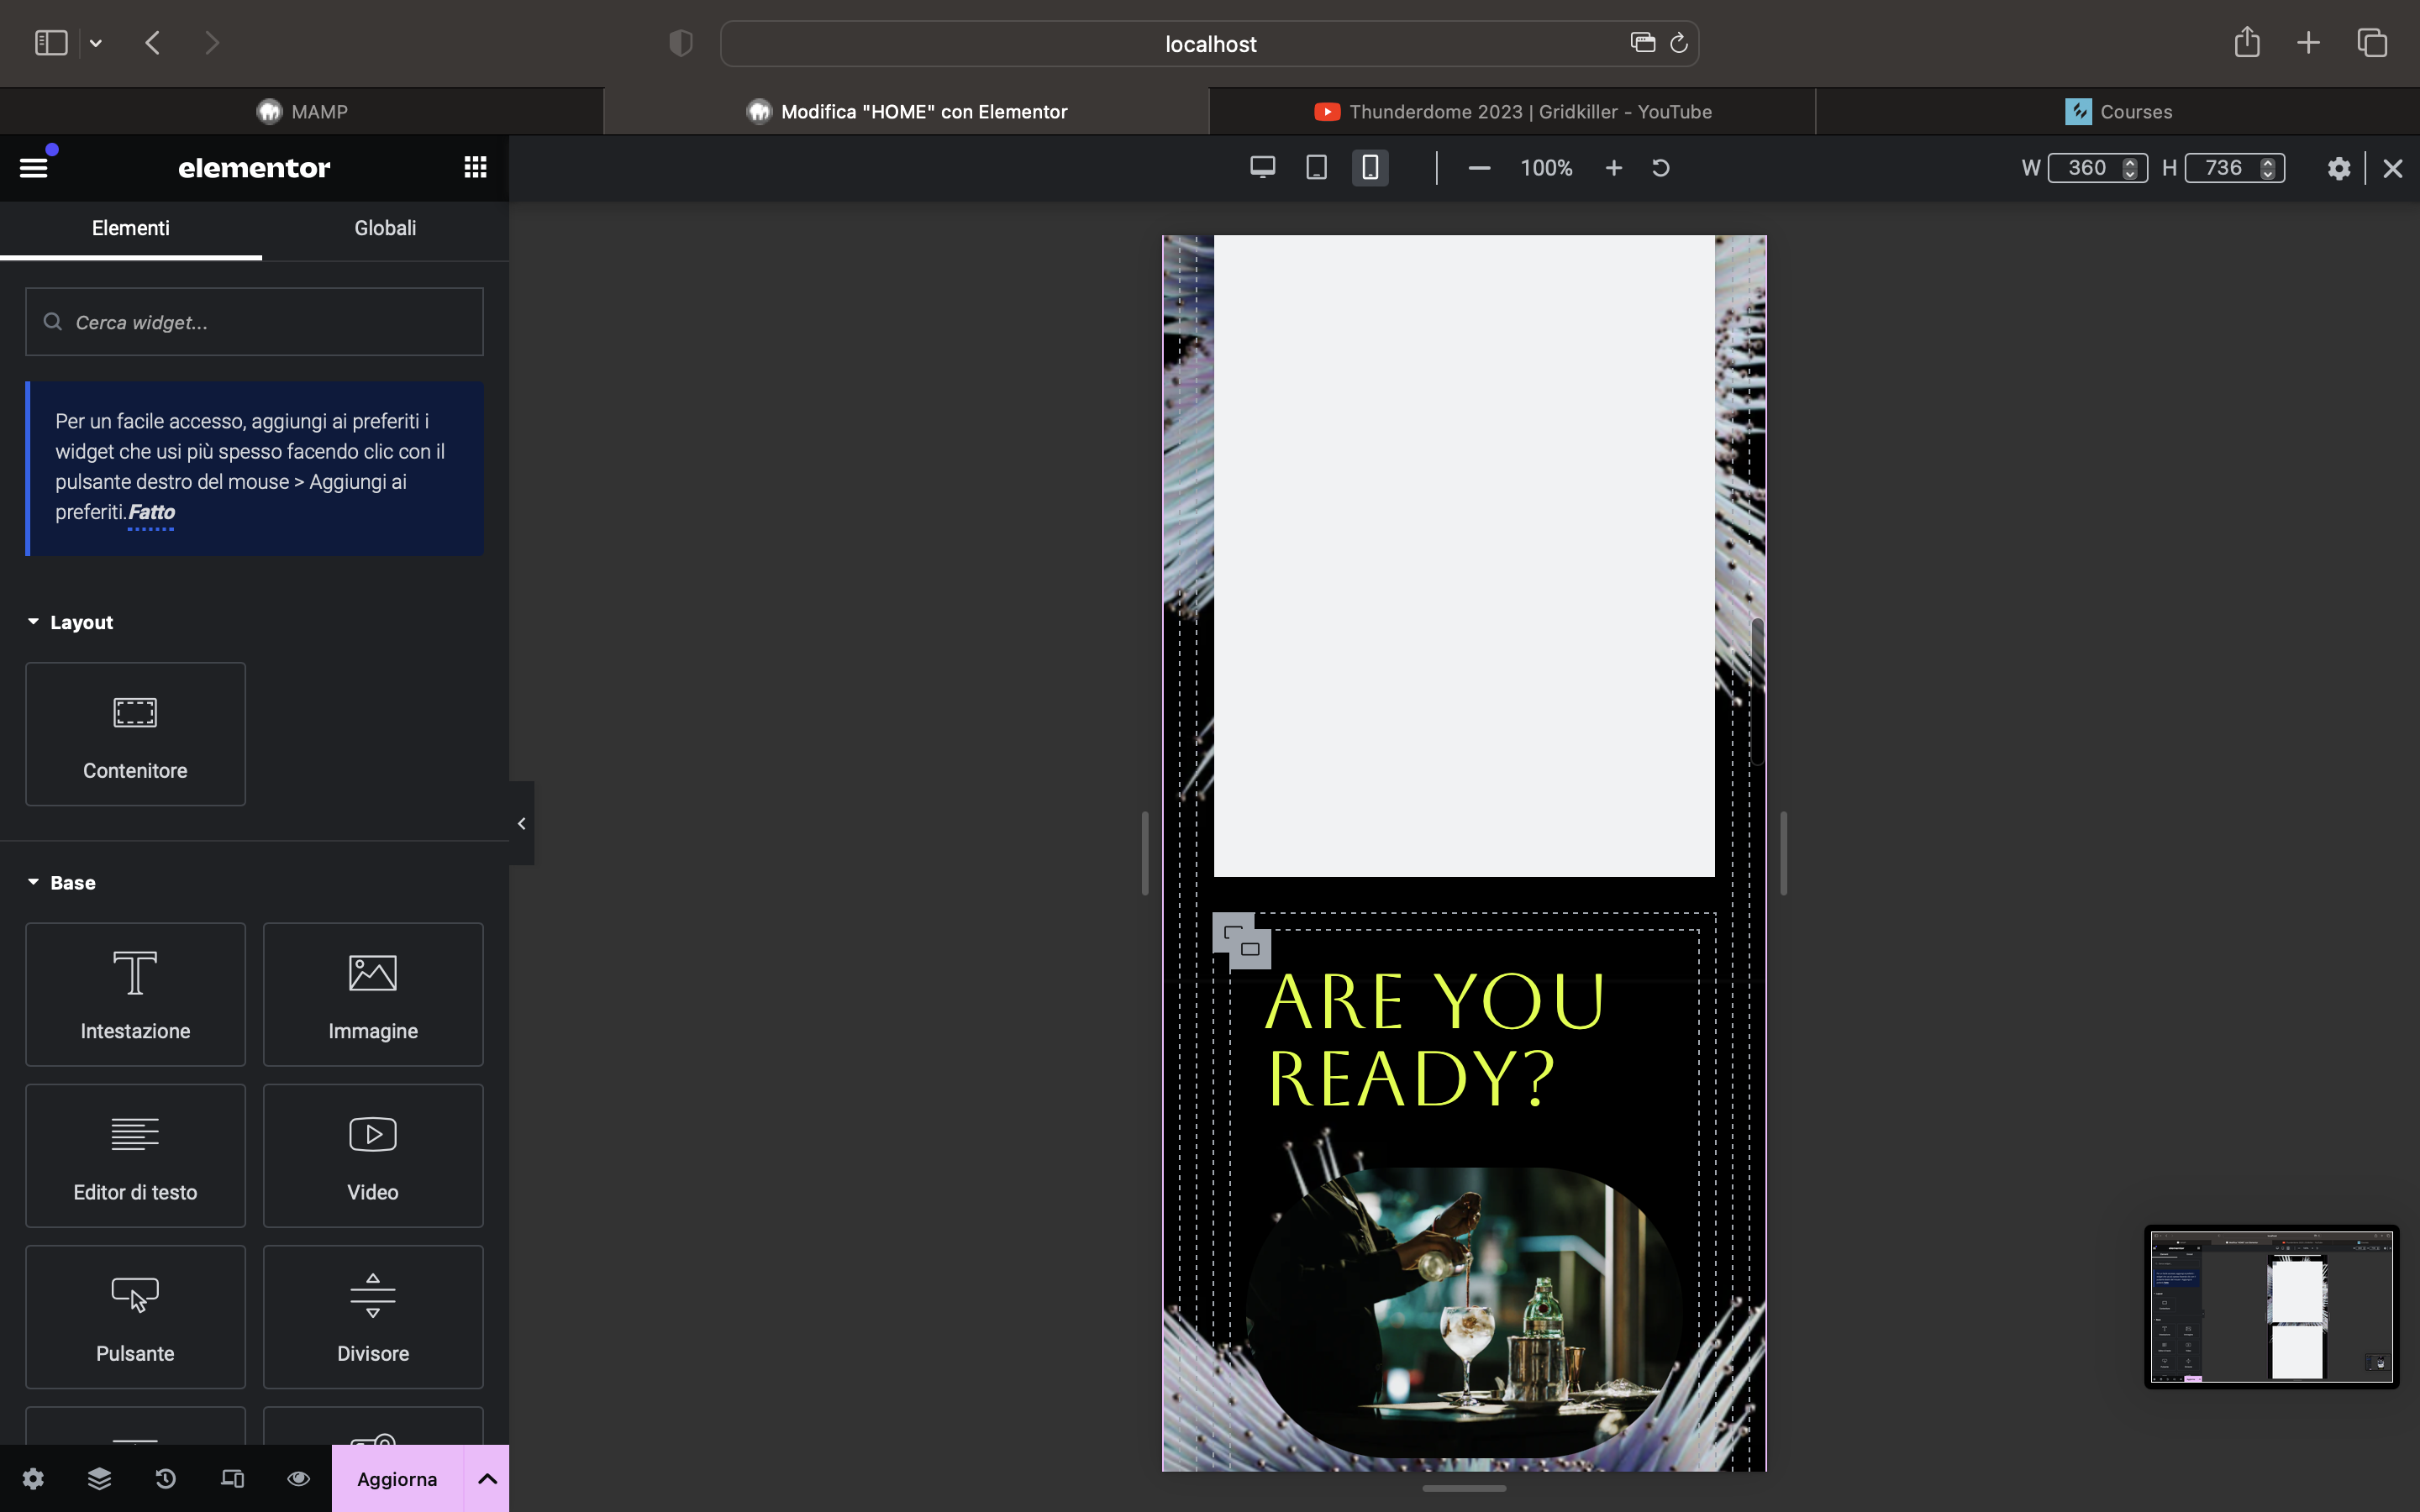 localhost
MAMP
Modifica "HOME" con Elementor
Thunderdome 2023 | Gridkiller - YouTube
Courses
elementor
100%
W 360 H 736
Elementi
Globali
Cerca widget...
Per un facile accesso, aggiungi ai preferiti i
widget che usi più spesso facendo clic con il
pulsante destro del mouse > Aggiungi ai
preferiti.Fatto
Layout
Contenitore
Base
Intestazione
Immagine
Editor di testo
Video
Pulsante
Divisore
Aggiorna
ARE YOU
READY?